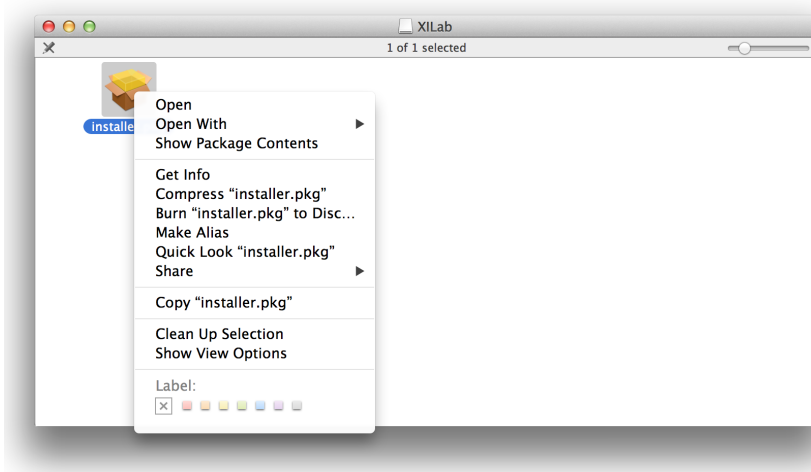 XILab
1 of 1 selected
installe
Open
Open With
Show Package Contents
Get Info
Compress “installer.pkg”
Burn “installer.pkg” to Disc...
Make Alias
Quick Look “installer.pkg”
Share
Copy “installer.pkg”
Clean Up Selection
Show View Options
Label: